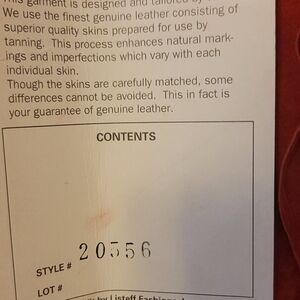 This garment is designed and tailored by
We use the finest genuine leather consisting of
superior quality skins prepared for use by
tanning. This process enhances natural mark-
ings and imperfections which vary with each
individual skin.
Though the skins are carefully matched, some
differences cannot be avoided. This in fact is
your guarantee of genuine leather.
CONTENTS
STYLE # 20556
LOT #
by Listeff Fashions